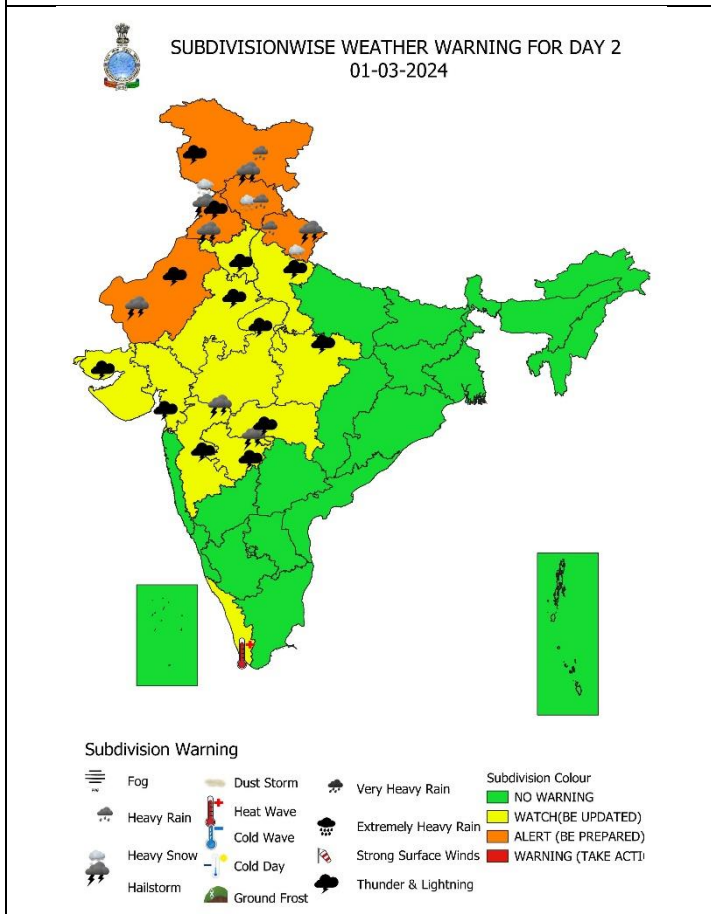 SUBDIVISIONWISE WEATHER WARNING FOR DAY 2
01-03-2024
Subdivision Warning
Fog
Heavy Rain
Heavy Snow
Hailstorm
Dust Storm
Heat Wave
Cold Wave
Cold Day
Ground Frost
Very Heavy Rain
Extremely Heavy Rain
Strong Surface Winds
Thunder & Lightning
Subdivision Colour
NO WARNING
WATCH(BE UPDATED)
ALERT (BE PREPARED)
WARNING (TAKE ACTI